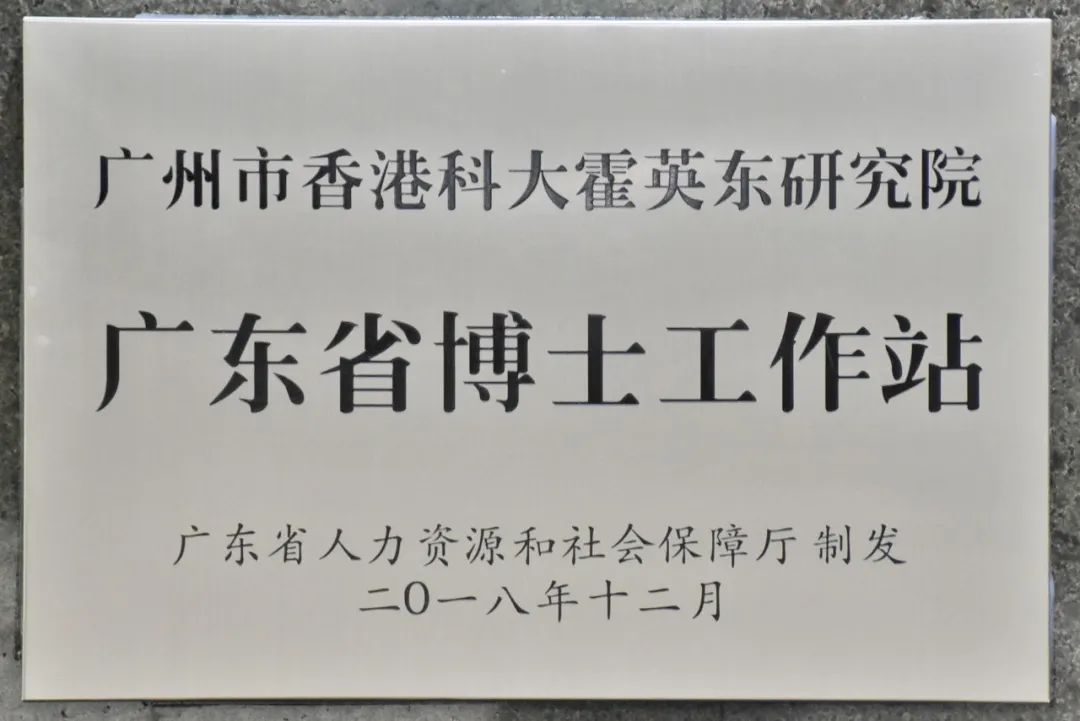 广州市香港科大霍英东研究院
广东省博士工作站
广东省人力资源和社会保障厅 制发
二〇一八年十二月